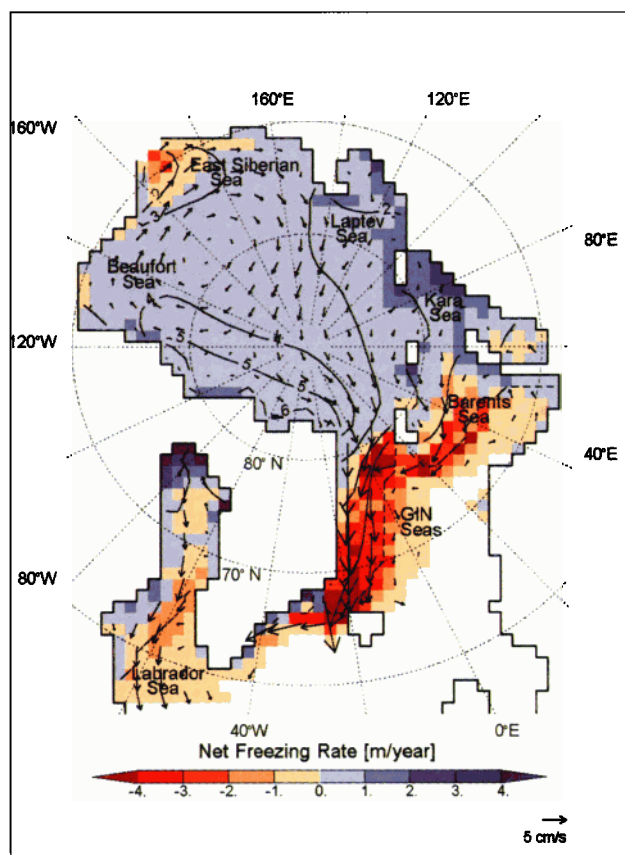 160°E
120°E
160°W
East Siberian
Sea
Laptev
Sea
80°E
Beaufort
Sea
Kara
Sea
120°W
Barents
Sea
40°E
80° N
GIN
Seas
80°W
70° N
Labrador
Sea
40°W
0°E
Net Freezing Rate [m/year]
-4. -3. -2. -1. 0. 1. 2. 3. 4.
5 cm/s